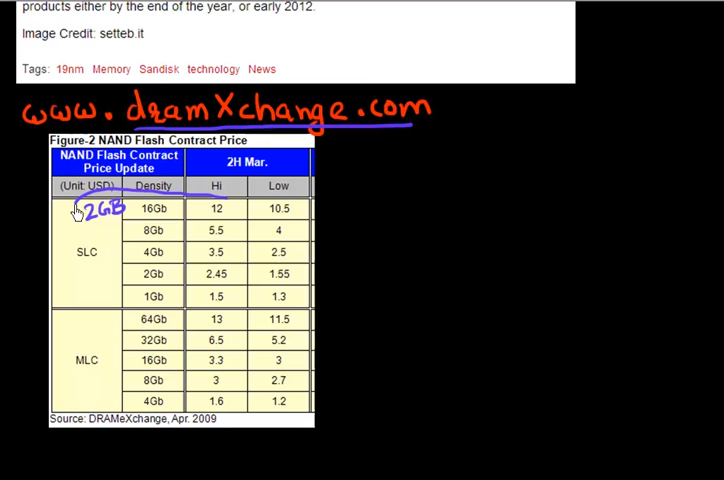 products either by the end of the year, or early 2012.
Image Credit: setteb.it
Tags: 19nm Memory Sandisk technology News
www.dramXchange.com
Figure-2 NAND Flash Contract Price
NAND Flash Contract Price Update 2H Mar.
(Unit: USD) Density Hi Low
2GB
SLC
16Gb 12 10.5
8Gb 5.5 4
4Gb 3.5 2.5
2Gb 2.45 1.55
1Gb 1.5 1.3
MLC
64Gb 13 11.5
32Gb 6.5 5.2
16Gb 3.3 3
8Gb 3 2.7
4Gb 1.6 1.2
Source: DRAMeXchange, Apr. 2009